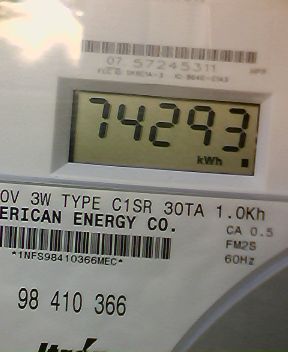 07 57245311
74293
kWh
0V 3W TYPE C1SR 30TA 1.0Kh
ERICAN ENERGY CO.
CA 0.5
FM2S
60Hz
*1NFS98410366MEC*
98 410 366